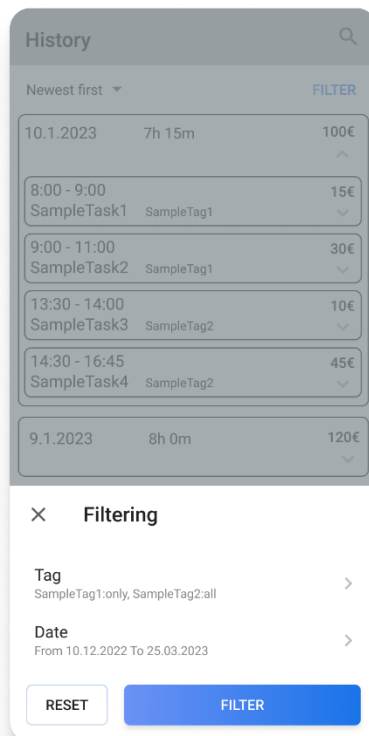 History
Newest first
FILTER
10.1.2023 7h 15m 100€
8:00 - 9:00 15€
SampleTask1 SampleTag1
9:00 - 11:00 30€
SampleTask2 SampleTag1
13:30 - 14:00 10€
SampleTask3 SampleTag2
14:30 - 16:45 45€
SampleTask4 SampleTag2
9.1.2023 8h 0m 120€
Filtering
Tag
SampleTag1:only, SampleTag2:all
Date
From 10.12.2022 To 25.03.2023
RESET
FILTER